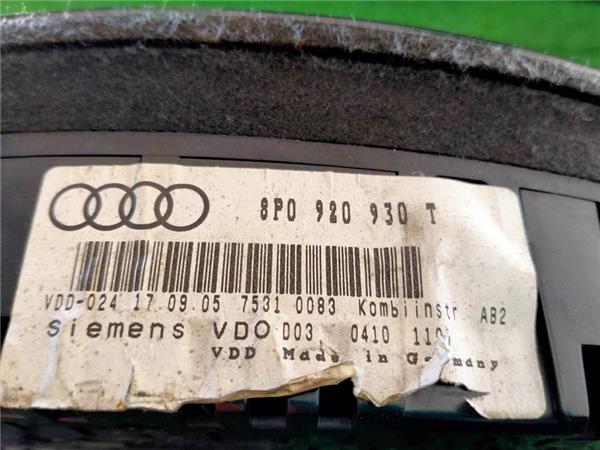 8P0 920 930 T
VDD-024 17.09.05 7531 0083 Kombiinstr. AB2
Siemens VDO D03 0410
VDD Made in Germany